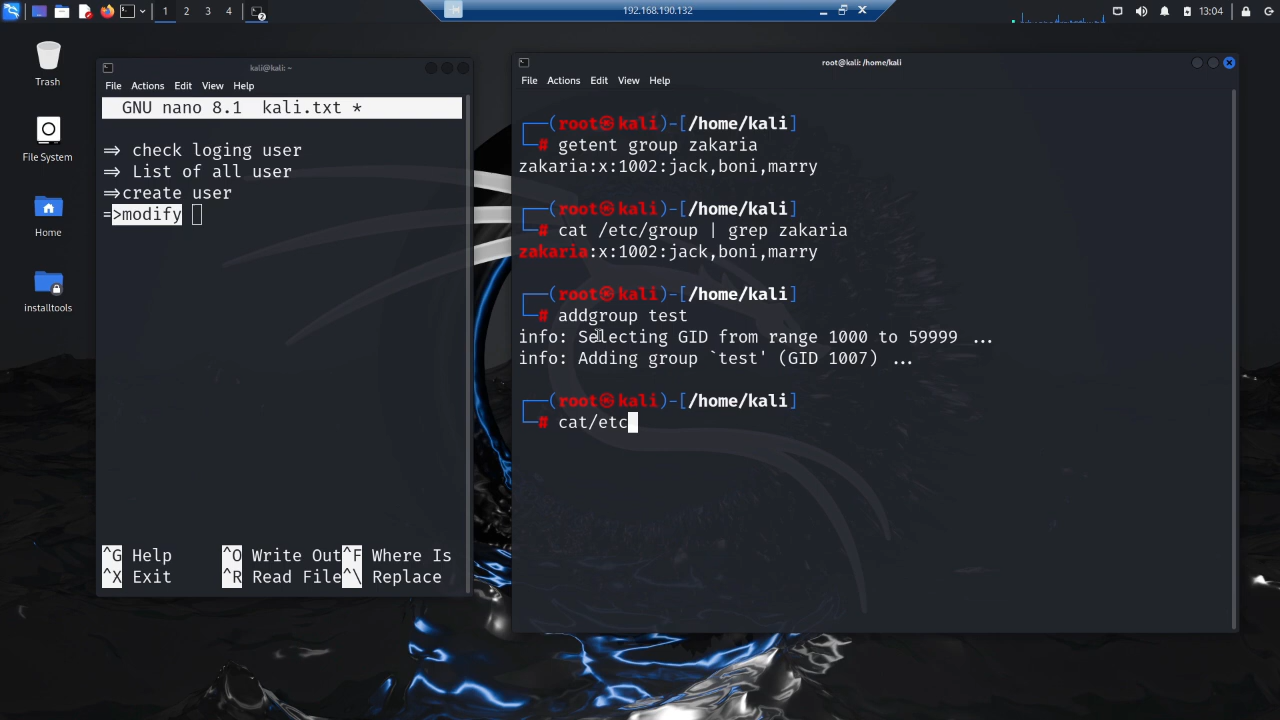 1 2 3 4
2
192.168.190.132
13:04
Trash
File System
Home
installtools
kali@kali: ~
File Actions Edit View Help
GNU nano 8.1 kali.txt *
=> check loging user
=> List of all user
=>create user
=>modify
^G Help ^O Write Out ^F Where Is
^X Exit ^R Read File ^\ Replace
root@kali: /home/kali
File Actions Edit View Help
┌──(root㉿kali)-[/home/kali]
└─# getent group zakaria
zakaria:x:1002:jack,boni,marry
┌──(root㉿kali)-[/home/kali]
└─# cat /etc/group | grep zakaria
zakaria:x:1002:jack,boni,marry
┌──(root㉿kali)-[/home/kali]
└─# addgroup test
info: Selecting GID from range 1000 to 59999 ...
info: Adding group `test' (GID 1007) ...
┌──(root㉿kali)-[/home/kali]
└─# cat/etc